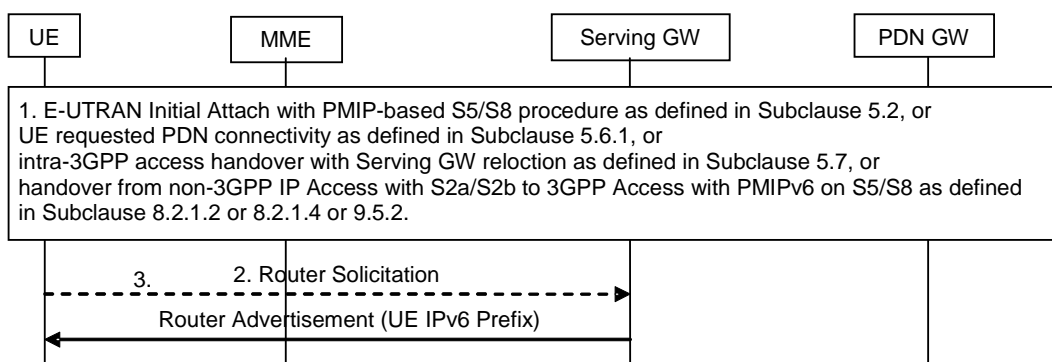 UE
MME
Serving GW
PDN GW
1. E-UTRAN Initial Attach with PMIP-based S5/S8 procedure as defined in Subclause 5.2, or
UE requested PDN connectivity as defined in Subclause 5.6.1, or
intra-3GPP access handover with Serving GW reloction as defined in Subclause 5.7, or
handover from non-3GPP IP Access with S2a/S2b to 3GPP Access with PMIPv6 on S5/S8 as defined
in Subclause 8.2.1.2 or 8.2.1.4 or 9.5.2.
3.
2. Router Solicitation
Router Advertisement (UE IPv6 Prefix)